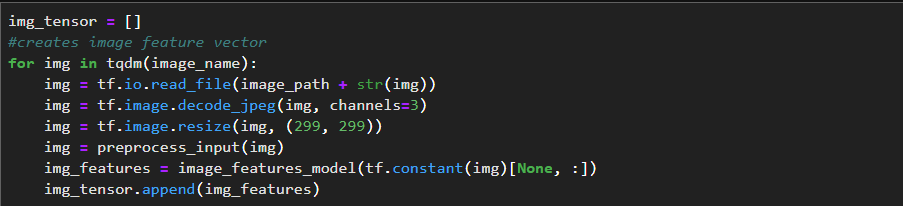 img_tensor = []
#creates image feature vector
for img in tqdm(image_name):
    img = tf.io.read_file(image_path + str(img))
    img = tf.image.decode_jpeg(img, channels=3)
    img = tf.image.resize(img, (299, 299))
    img = preprocess_input(img)
    img_features = image_features_model(tf.constant(img)[None, :])
    img_tensor.append(img_features)